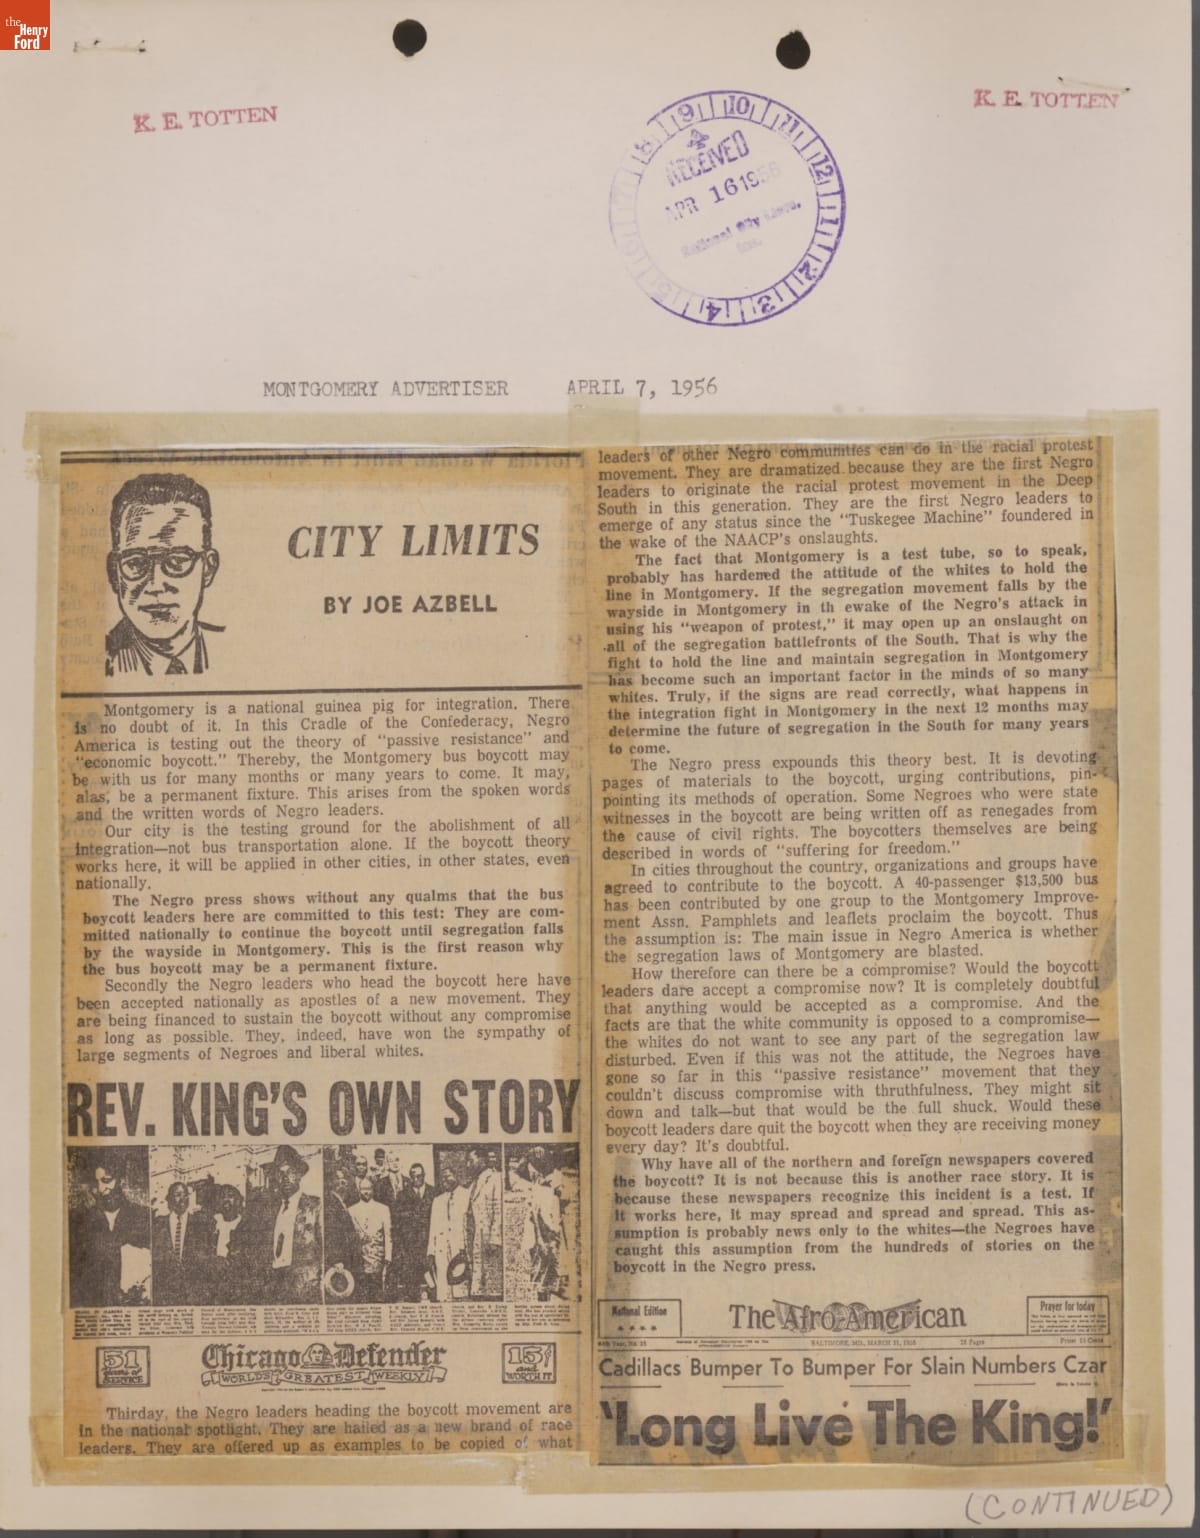 the
Henry
Ford
K. E. TOTTEN
K. E. TOTTEN
8 9 10 11 12 1 2 3 4 5 6 7
RECEIVED
APR 16 1956
National City Lines,
Inc.
MONTGOMERY ADVERTISER APRIL 7, 1956
CITY LIMITS
BY JOE AZBELL
Montgomery is a national guinea pig for integration. There
is no doubt of it. In this Cradle of the Confederacy, Negro
America is testing out the theory of "passive resistance" and
"economic boycott." Thereby, the Montgomery bus boycott may
be with us for many months or many years to come. It may,
alas, be a permanent fixture. This arises from the spoken words
and the written words of Negro leaders.
Our city is the testing ground for the abolishment of all
integration—not bus transportation alone. If the boycott theory
works here, it will be applied in other cities, in other states, even
nationally.
The Negro press shows without any qualms that the bus
boycott leaders here are committed to this test: They are com-
mitted nationally to continue the boycott until segregation falls
by the wayside in Montgomery. This is the first reason why
the bus boycott may be a permanent fixture.
Secondly the Negro leaders who head the boycott here have
been accepted nationally as apostles of a new movement. They
are being financed to sustain the boycott without any compromise
as long as possible. They, indeed, have won the sympathy of
large segments of Negroes and liberal whites.
REV. KING'S OWN STORY
51
years of
SERVICE
Chicago Defender
WORLD'S GREATEST WEEKLY
15¢
and
WORTH IT
Thirday, the Negro leaders heading the boycott movement are
in the national spotlight. They are hailed as a new brand of race
leaders. They are offered up as examples to be copied of what
leaders of other Negro communities can do in the racial protest
movement. They are dramatized because they are the first Negro
leaders to originate the racial protest movement in the Deep
South in this generation. They are the first Negro leaders to
emerge of any status since the "Tuskegee Machine" foundered in
the wake of the NAACP's onslaughts.
The fact that Montgomery is a test tube, so to speak,
probably has hardened the attitude of the whites to hold the
line in Montgomery. If the segregation movement falls by the
wayside in Montgomery in th ewake of the Negro's attack in
using his "weapon of protest," it may open up an onslaught on
all of the segregation battlefronts of the South. That is why the
fight to hold the line and maintain segregation in Montgomery
has become such an important factor in the minds of so many
whites. Truly, if the signs are read correctly, what happens in
the integration fight in Montgomery in the next 12 months may
determine the future of segregation in the South for many years
to come.
The Negro press expounds this theory best. It is devoting
pages of materials to the boycott, urging contributions, pin-
pointing its methods of operation. Some Negroes who were state
witnesses in the boycott are being written off as renegades from
the cause of civil rights. The boycotters themselves are being
described in words of "suffering for freedom."
In cities throughout the country, organizations and groups have
agreed to contribute to the boycott. A 40-passenger $13,500 bus
has been contributed by one group to the Montgomery Improve-
ment Assn. Pamphlets and leaflets proclaim the boycott. Thus
the assumption is: The main issue in Negro America is whether
the segregation laws of Montgomery are blasted.
How therefore can there be a compromise? Would the boycott
leaders dare accept a compromise now? It is completely doubtful
that anything would be accepted as a compromise. And the
facts are that the white community is opposed to a compromise—
the whites do not want to see any part of the segregation law
disturbed. Even if this was not the attitude, the Negroes have
gone so far in this "passive resistance" movement that they
couldn't discuss compromise with thruthfulness. They might sit
down and talk—but that would be the full shuck. Would these
boycott leaders dare quit the boycott when they are receiving money
every day? It's doubtful.
Why have all of the northern and foreign newspapers covered
the boycott? It is not because this is another race story. It is
because these newspapers recognize this incident is a test. If
it works here, it may spread and spread and spread. This as-
sumption is probably news only to the whites—the Negroes have
caught this assumption from the hundreds of stories on the
boycott in the Negro press.
National Edition
The Afro-American
Prayer for today
BALTIMORE, MD., MARCH 31, 1956
Cadillacs Bumper To Bumper For Slain Numbers Czar
'Long Live The King!'
(CONTINUED)